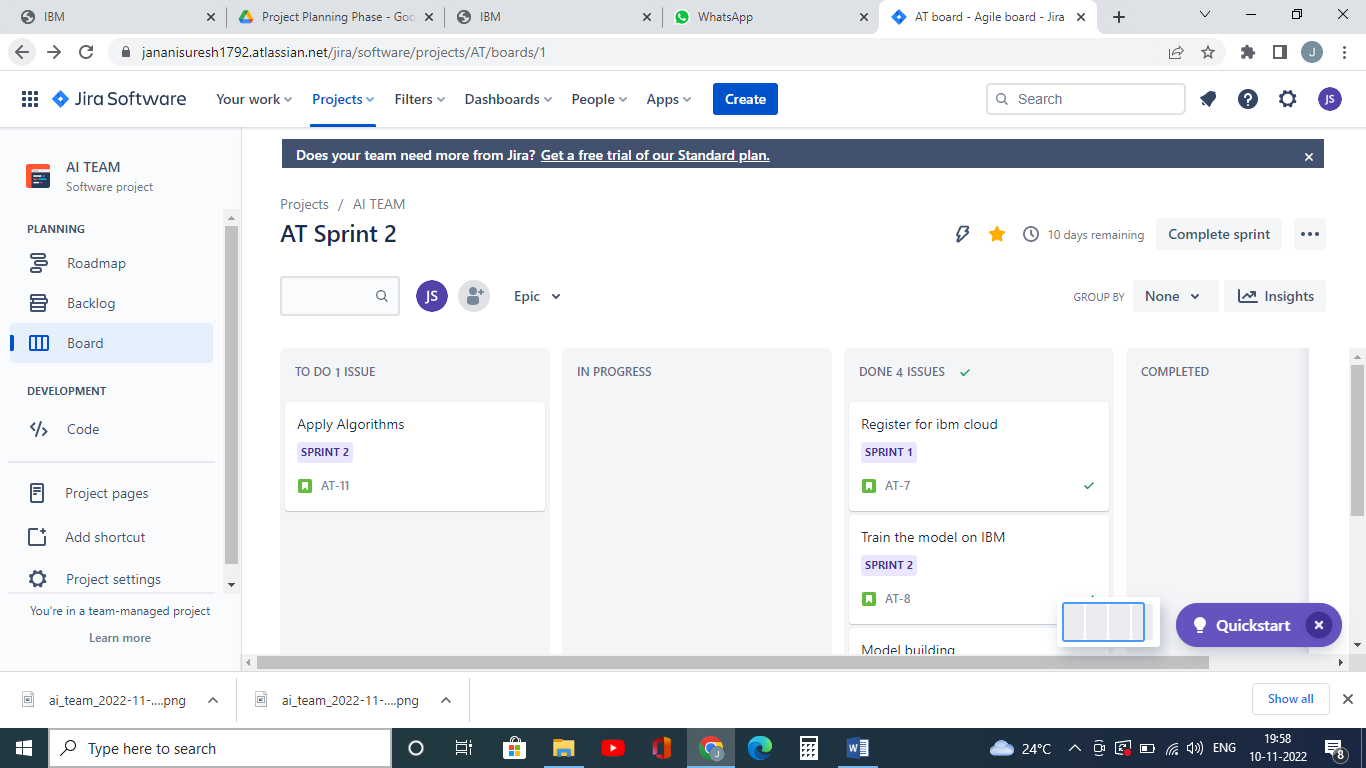 IBM
Project Planning Phase - Goo
IBM
WhatsApp
AT board - Agile board - Jira
jananisuresh1792.atlassian.net/jira/software/projects/AT/boards/1
J
Jira Software
Your work
Projects
Filters
Dashboards
People
Apps
Create
Search
JS
Does your team need more from Jira? Get a free trial of our Standard plan.
AI TEAM
Software project
PLANNING
Roadmap
Backlog
Board
DEVELOPMENT
Code
Project pages
Add shortcut
Project settings
You're in a team-managed project
Learn more
Projects / AI TEAM
AT Sprint 2
10 days remaining
Complete sprint
JS
Epic
GROUP BY
None
Insights
TO DO 1 ISSUE
Apply Algorithms
SPRINT 2
AT-11
IN PROGRESS
DONE 4 ISSUES
Register for ibm cloud
SPRINT 1
AT-7
Train the model on IBM
SPRINT 2
AT-8
Model building
COMPLETED
Quickstart
ai_team_2022-11-....png
ai_team_2022-11-....png
Show all
Type here to search
J
24°C
ENG
19:58
10-11-2022
8